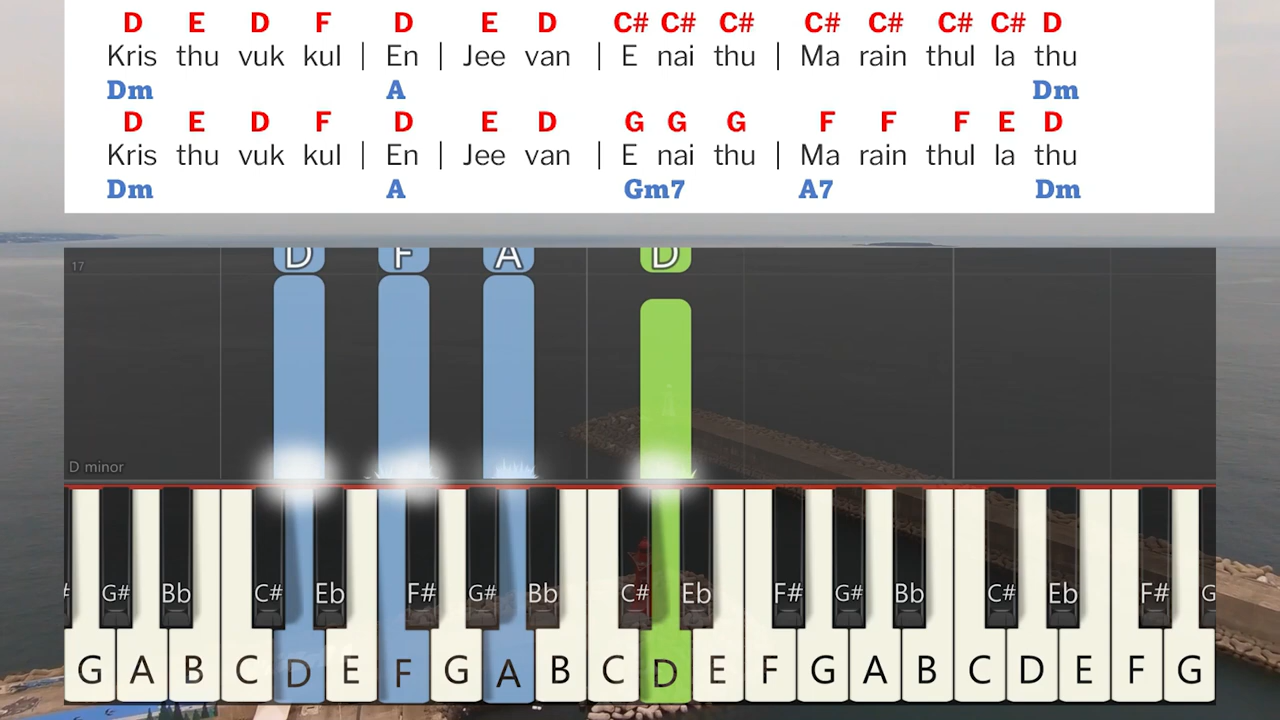 D E D F D E D C# C# C# C# C# C# C# D
Kris thu vuk kul | En | Jee van | E nai thu | Ma rain thul la thu
Dm A Dm
D E D F D E D G G G F F F E D
Kris thu vuk kul | En | Jee van | E nai thu | Ma rain thul la thu
Dm A Gm7 A7 Dm
D F A D
17
D minor
# G# Bb C# Eb F# G# Bb C# Eb F# G# Bb C# Eb F# G
G A B C D E F G A B C D E F G A B C D E F G